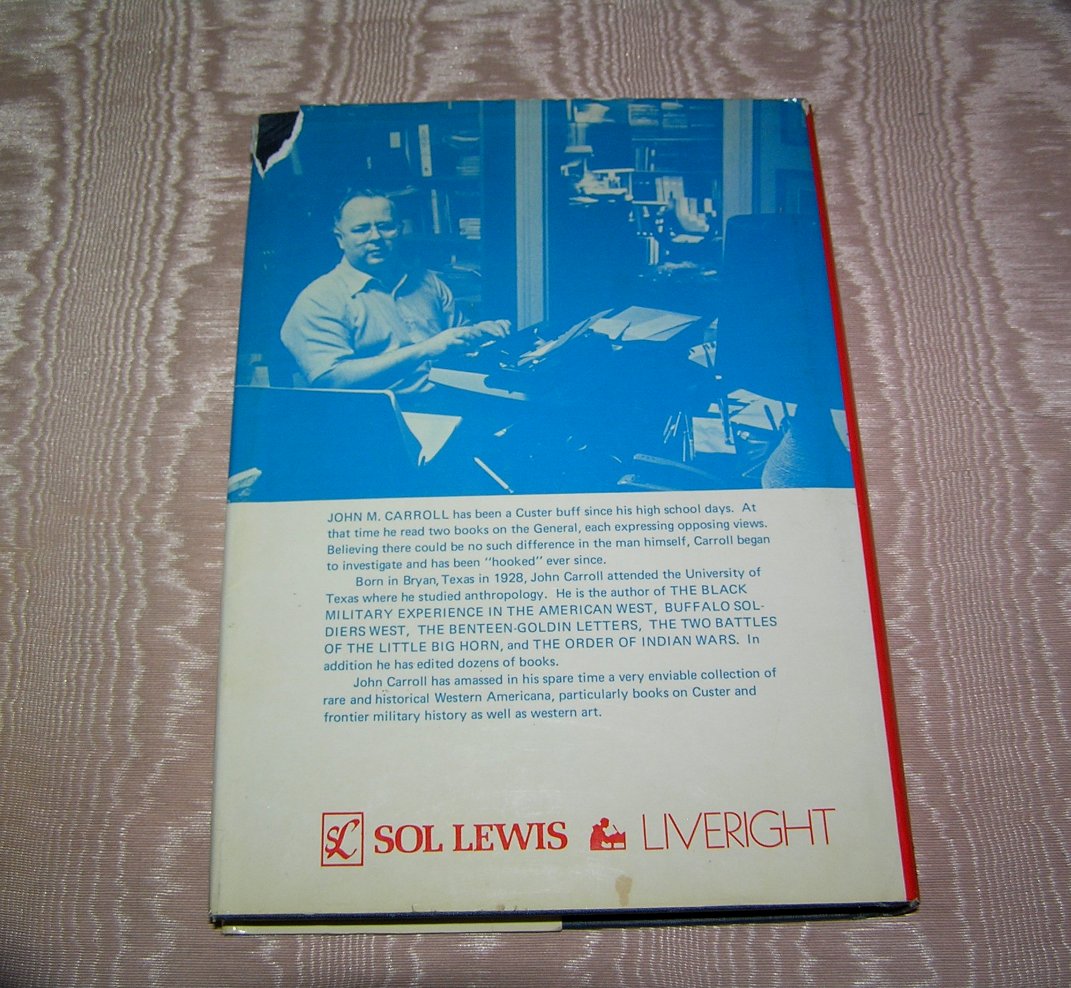 JOHN M. CARROLL has been a Custer buff since his high school days. At
that time he read two books on the General, each expressing opposing views.
Believing there could be no such difference in the man himself, Carroll began
to investigate and has been "hooked" ever since.
Born in Bryan, Texas in 1928, John Carroll attended the University of
Texas where he studied anthropology. He is the author of THE BLACK
MILITARY EXPERIENCE IN THE AMERICAN WEST, BUFFALO SOL-
DIERS WEST, THE BENTEEN-GOLDIN LETTERS, THE TWO BATTLES
OF THE LITTLE BIG HORN, and THE ORDER OF INDIAN WARS. In
addition he has edited dozens of books.
John Carroll has amassed in his spare time a very enviable collection of
rare and historical Western Americana, particularly books on Custer and
frontier military history as well as western art.
SL SOL LEWIS LIVERIGHT